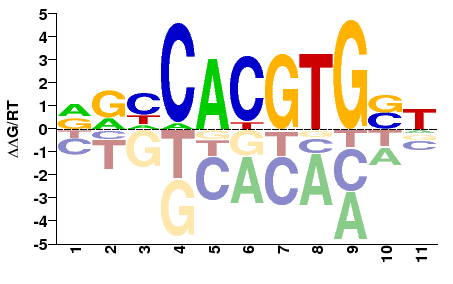 5
4
3
2
1
0
-1
-2
-3
-4
-5
ΔΔG/RT
A G C C A C G T G G T
G A T A T C
T C G T T G T G T T A
C T G C A C C C A C
A A
1 2 3 4 5 6 7 8 9 10 11